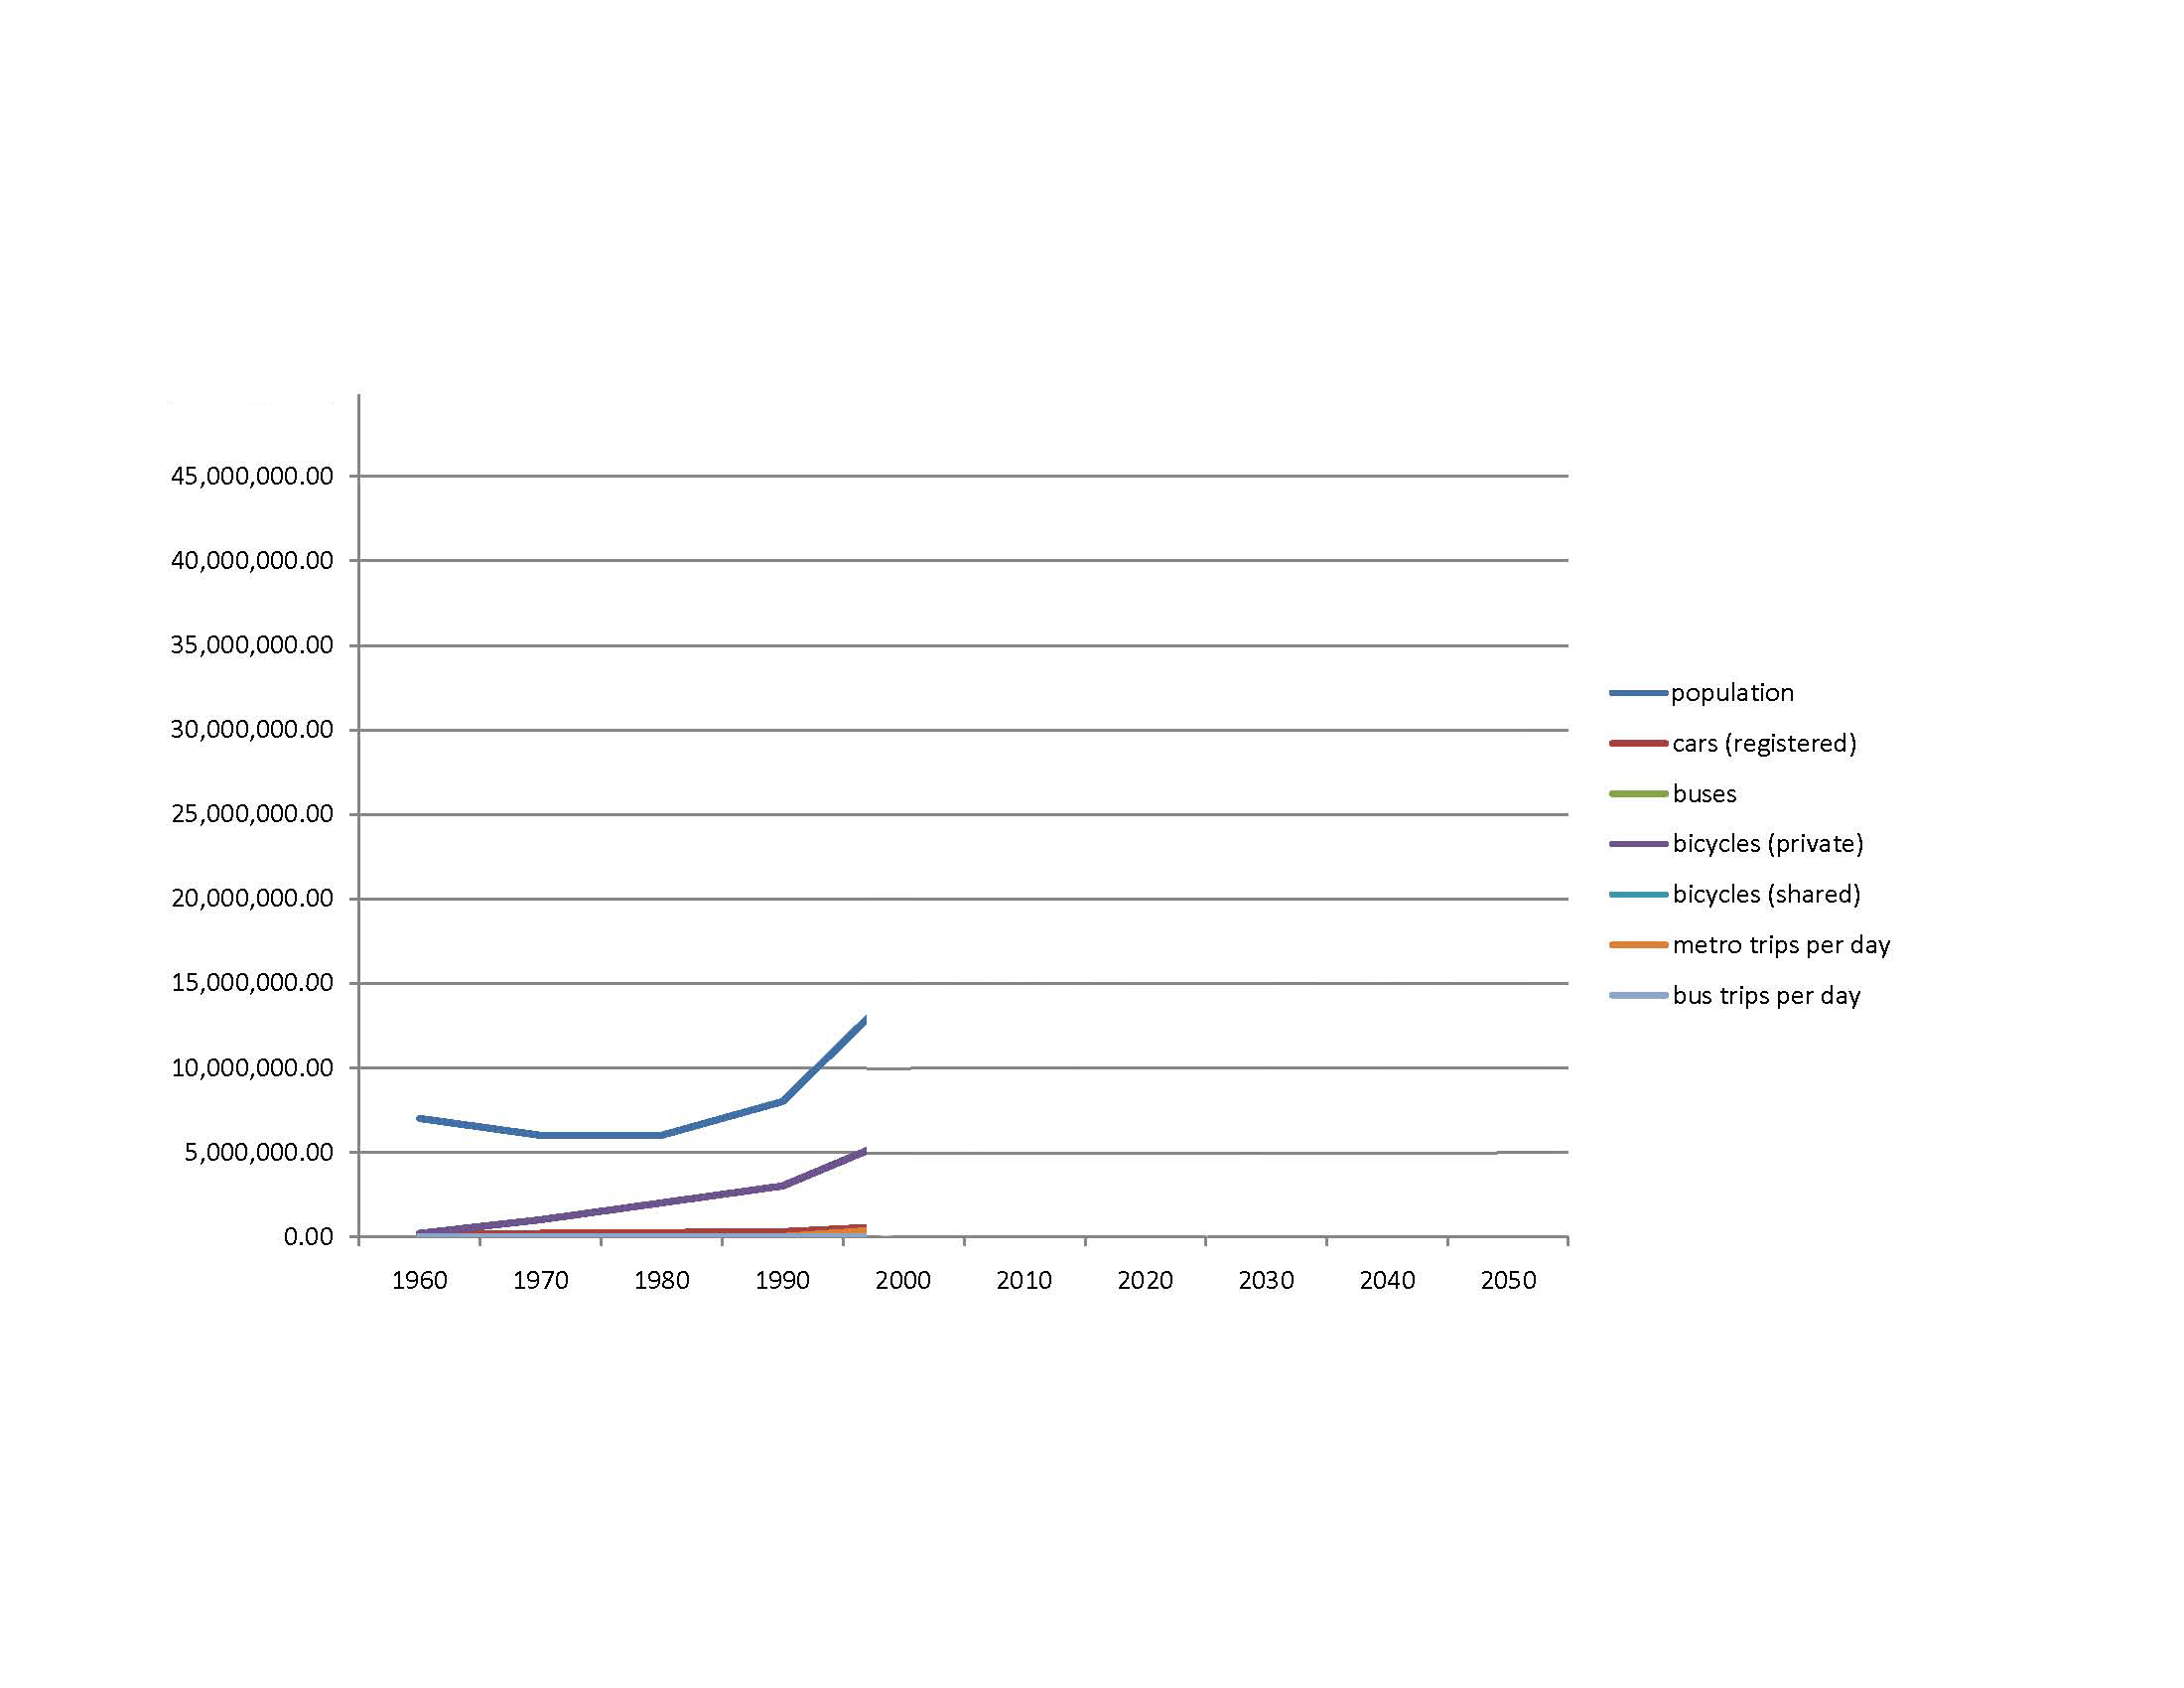 45,000,000.00
40,000,000.00
35,000,000.00
30,000,000.00
25,000,000.00
20,000,000.00
15,000,000.00
10,000,000.00
5,000,000.00
0.00
1960 1970 1980 1990 2000 2010 2020 2030 2040 2050
population
cars (registered)
buses
bicycles (private)
bicycles (shared)
metro trips per day
bus trips per day